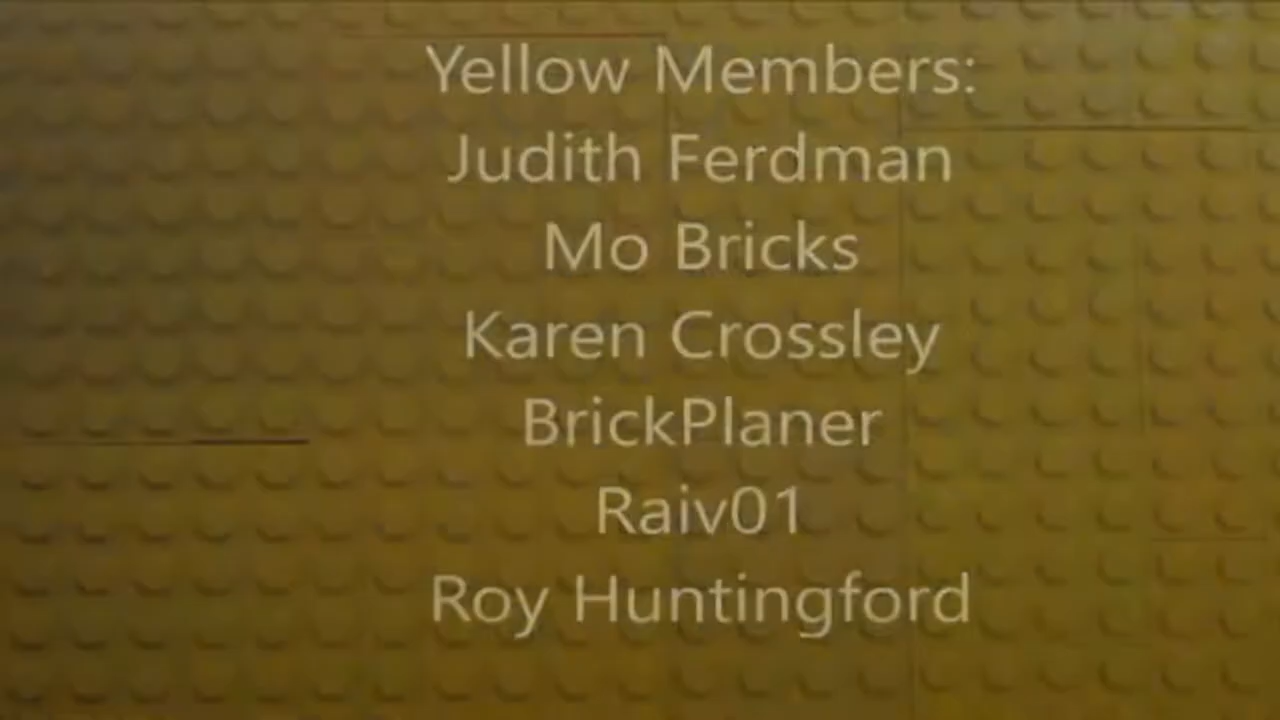 Yellow Members:
Judith Ferdman
Mo Bricks
Karen Crossley
BrickPlaner
Raiv01
Roy Huntingford